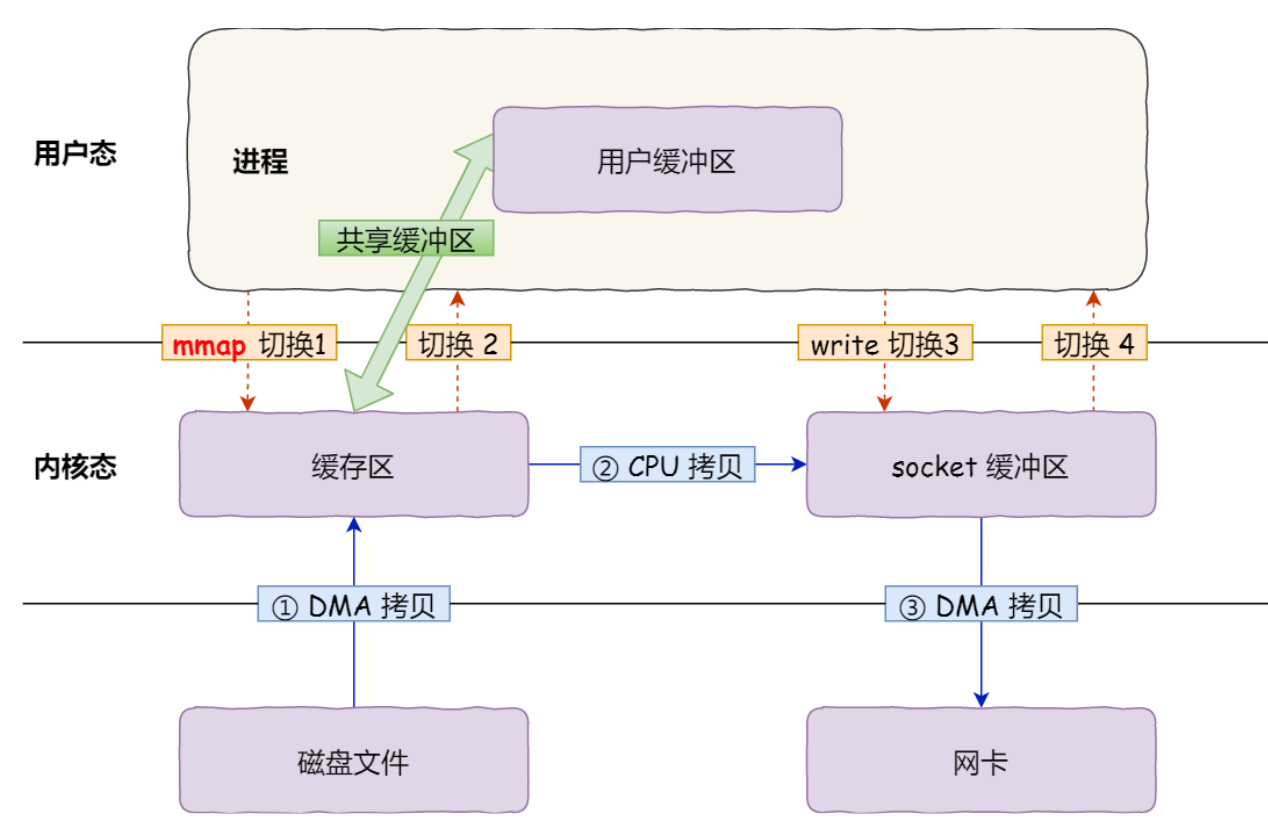 用户态
进程
用户缓冲区
共享缓冲区
mmap 切换1
切换 2
write 切换3
切换 4
内核态
缓存区
② CPU 拷贝
socket 缓冲区
① DMA 拷贝
③ DMA 拷贝
磁盘文件
网卡